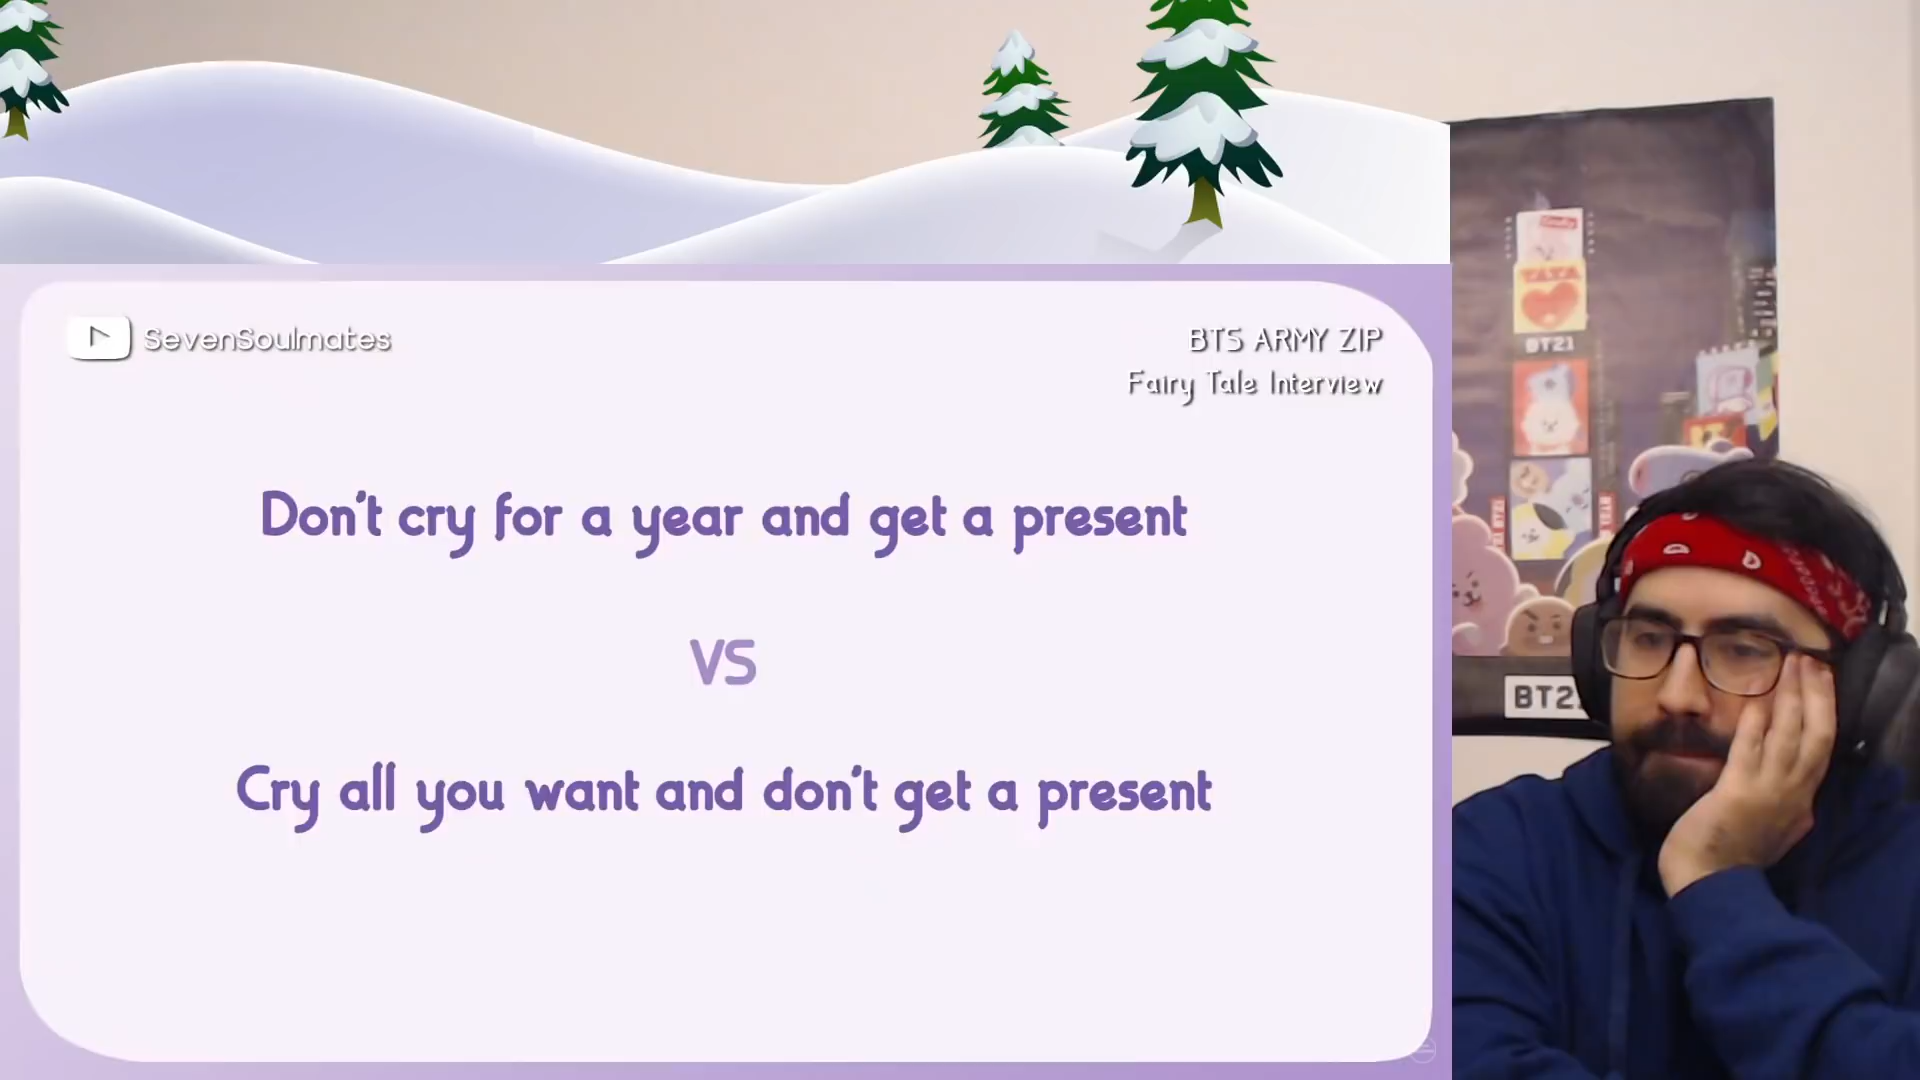 SevenSoulmates
BTS ARMY ZIP
Fairy Tale Interview
Don't cry for a year and get a present
VS
Cry all you want and don't get a present
TATA
BT21